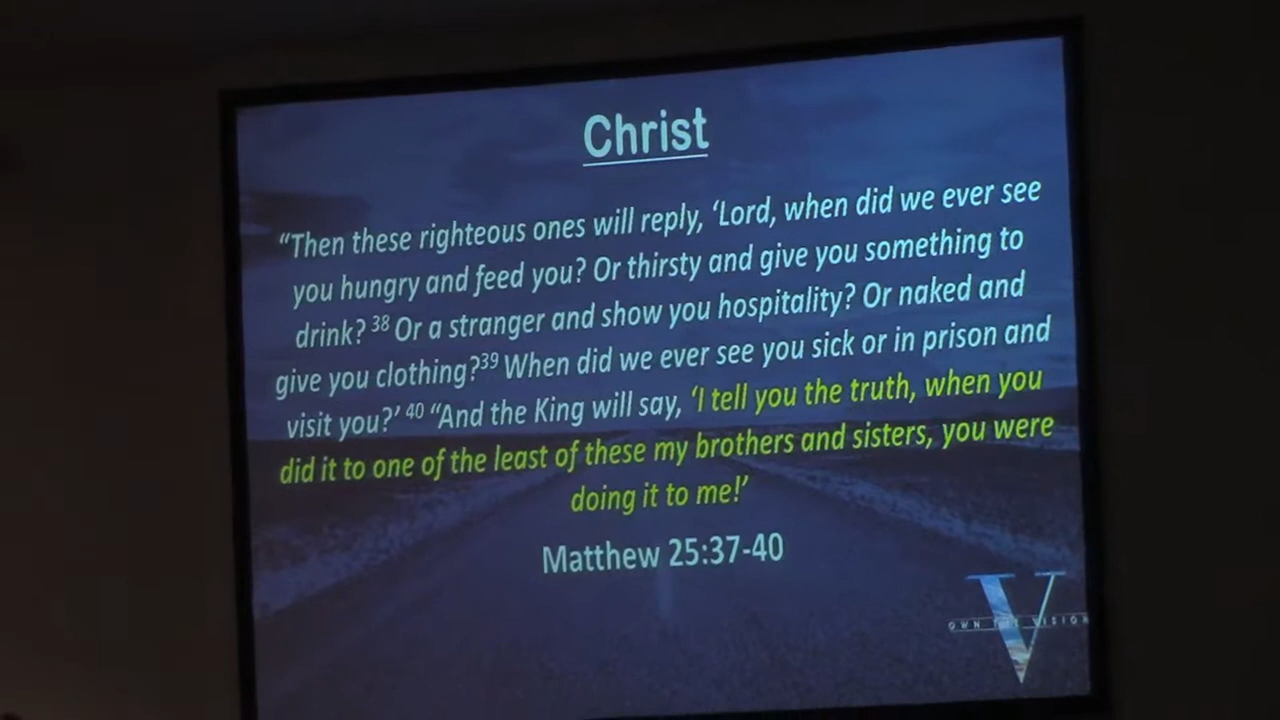 Christ
“Then these righteous ones will reply, ‘Lord, when did we ever see
you hungry and feed you? Or thirsty and give you something to
drink? 38 Or a stranger and show you hospitality? Or naked and
give you clothing?39 When did we ever see you sick or in prison and
visit you?’ 40 “And the King will say, ‘I tell you the truth, when you
did it to one of the least of these my brothers and sisters, you were
doing it to me!’
Matthew 25:37-40
V
OWN THE VISION